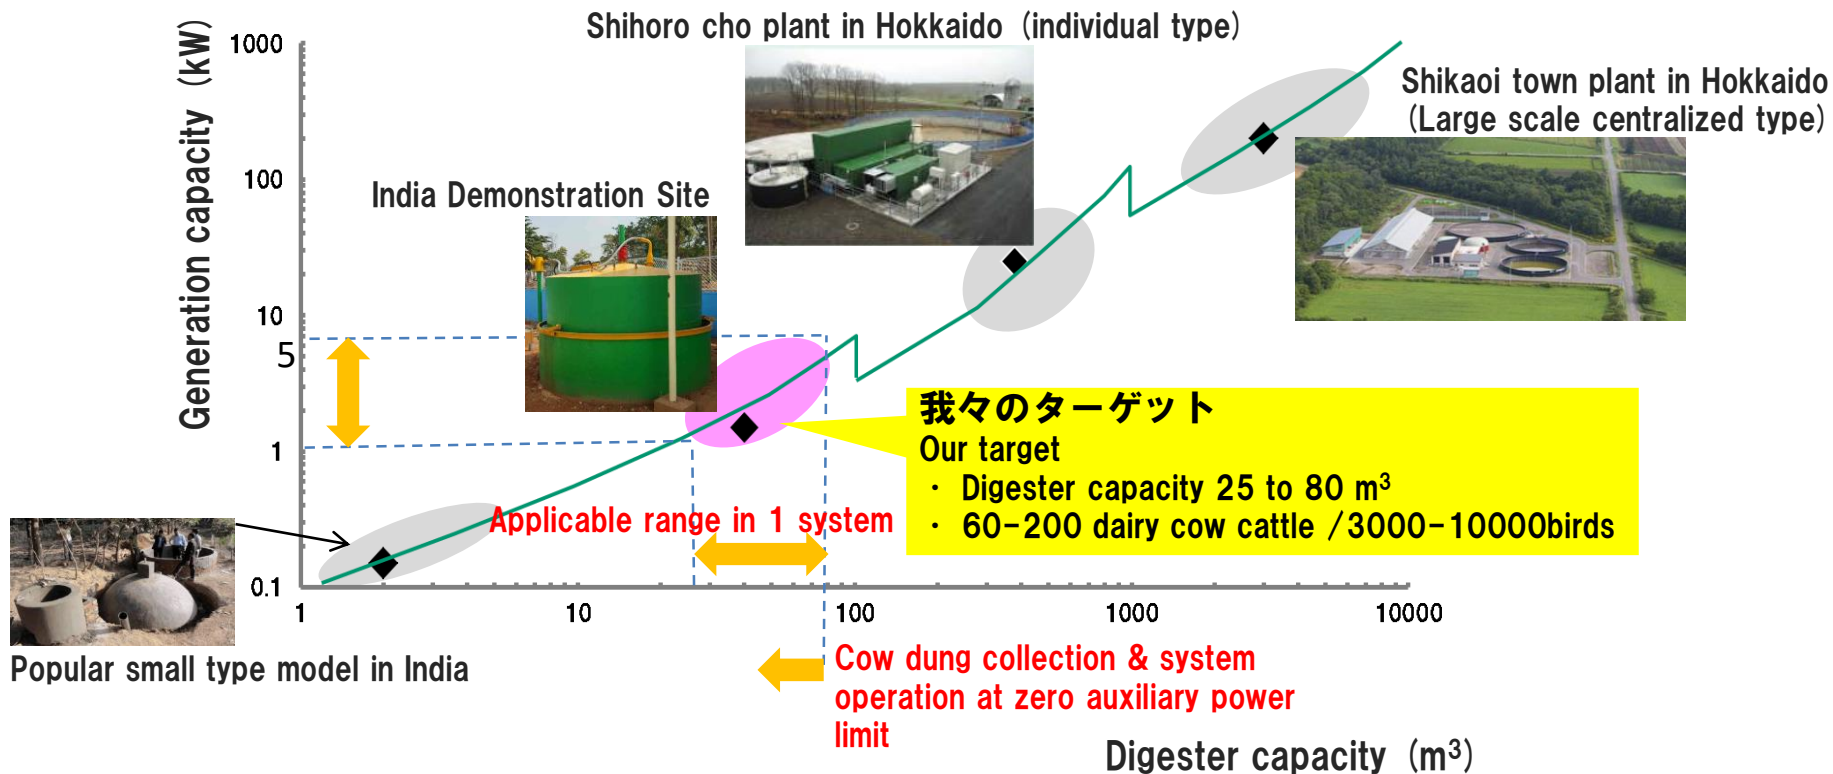 Shihoro cho plant in Hokkaido (individual type)
Generation capacity (kW)
1000
100
10
5
1
0.1
Shikaoi town plant in Hokkaido
(Large scale centralized type)
India Demonstration Site
我々のターゲット
Our target
・ Digester capacity 25 to 80 m³
・ 60-200 dairy cow cattle /3000-10000birds
Applicable range in 1 system
1
10
100
1000
10000
Popular small type model in India
Cow dung collection & system
operation at zero auxiliary power
limit
Digester capacity (m³)